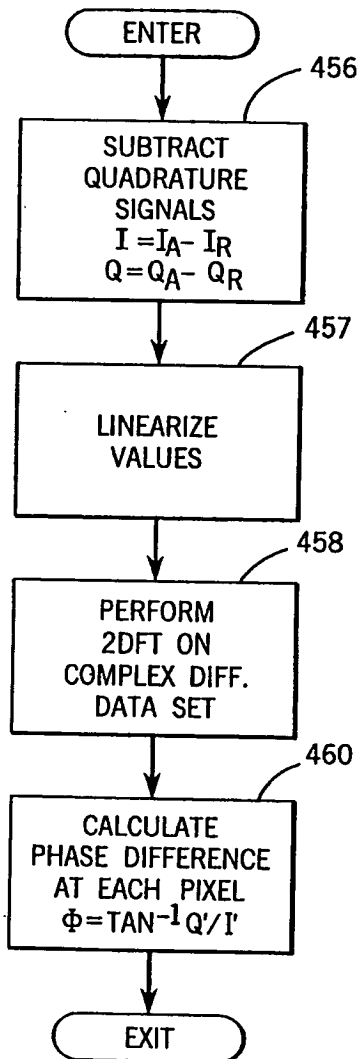 ENTER
456
SUBTRACT
QUADRATURE
SIGNALS
I = I_A - I_R
Q = Q_A - Q_R
457
LINEARIZE
VALUES
458
PERFORM
2DFT ON
COMPLEX DIFF.
DATA SET
460
CALCULATE
PHASE DIFFERENCE
AT EACH PIXEL
Φ=TAN⁻¹ Q'/I'
EXIT